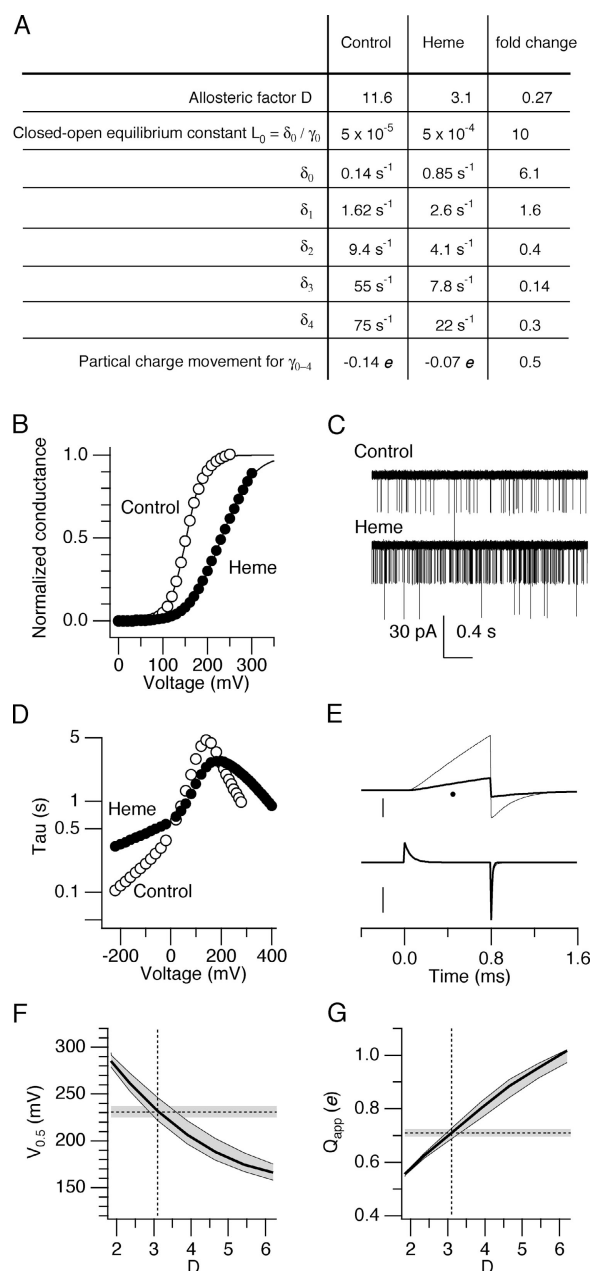 A
Control Heme fold change
Allosteric factor D 11.6 3.1 0.27
Closed-open equilibrium constant L0 = δ0 / γ0 5 x 10-5 5 x 10-4 10
δ0 0.14 s-1 0.85 s-1 6.1
δ1 1.62 s-1 2.6 s-1 1.6
δ2 9.4 s-1 4.1 s-1 0.4
δ3 55 s-1 7.8 s-1 0.14
δ4 75 s-1 22 s-1 0.3
Partical charge movement for γ0–4 -0.14 e -0.07 e 0.5
B
Normalized conductance
1.0
0.5
0.0
Control
Heme
0 100 200 300
Voltage (mV)
C
Control
Heme
30 pA 0.4 s
D
Tau (s)
5
1
0.5
0.1
Heme
Control
-200 0 200 400
Voltage (mV)
E
0.0 0.8 1.6
Time (ms)
F
V0.5 (mV)
300
250
200
150
2 3 4 5 6
D
G
Qapp (e)
1.0
0.8
0.6
0.4
2 3 4 5 6
D